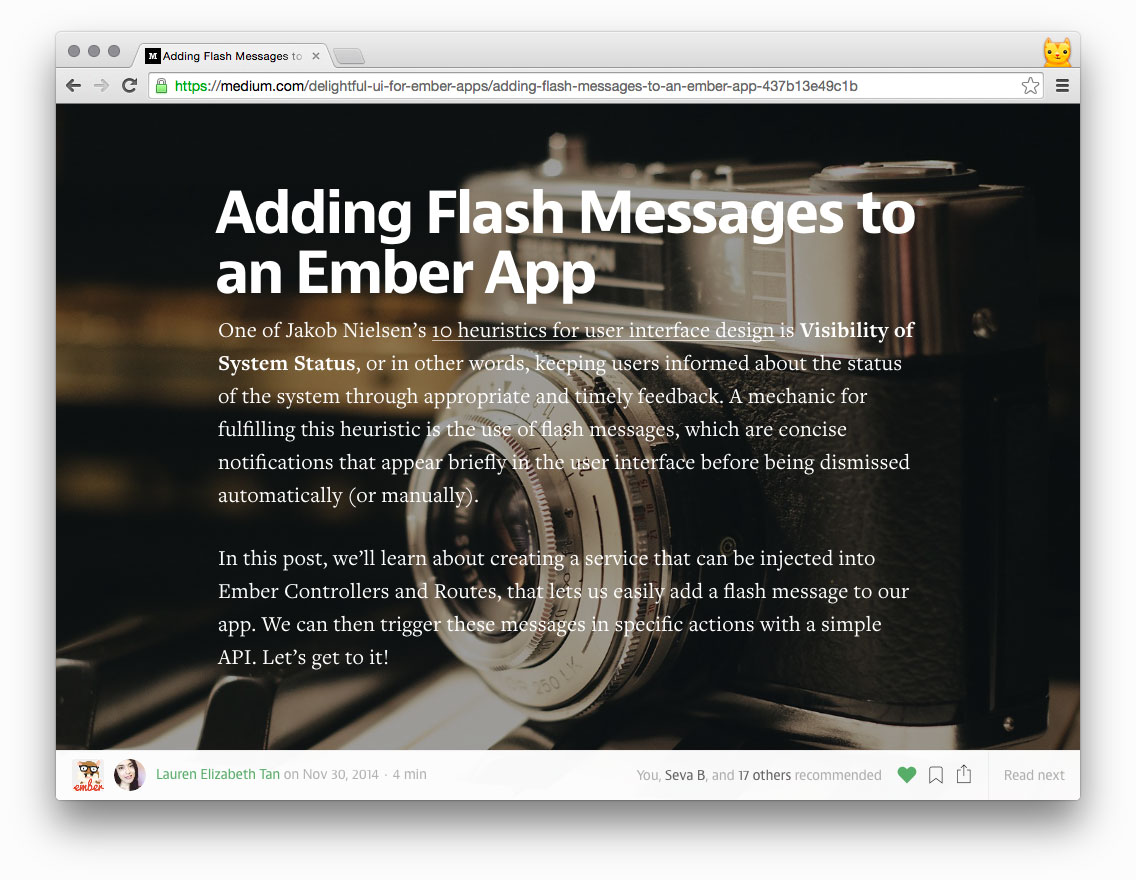 M Adding Flash Messages to
https://medium.com/delightful-ui-for-ember-apps/adding-flash-messages-to-an-ember-app-437b13e49c1b
Adding Flash Messages to
an Ember App
One of Jakob Nielsen’s 10 heuristics for user interface design is Visibility of
System Status, or in other words, keeping users informed about the status
of the system through appropriate and timely feedback. A mechanic for
fulfilling this heuristic is the use of flash messages, which are concise
notifications that appear briefly in the user interface before being dismissed
automatically (or manually).
In this post, we’ll learn about creating a service that can be injected into
Ember Controllers and Routes, that lets us easily add a flash message to our
app. We can then trigger these messages in specific actions with a simple
API. Let’s get to it!
ember
Lauren Elizabeth Tan on Nov 30, 2014 · 4 min
You, Seva B, and 17 others recommended
Read next